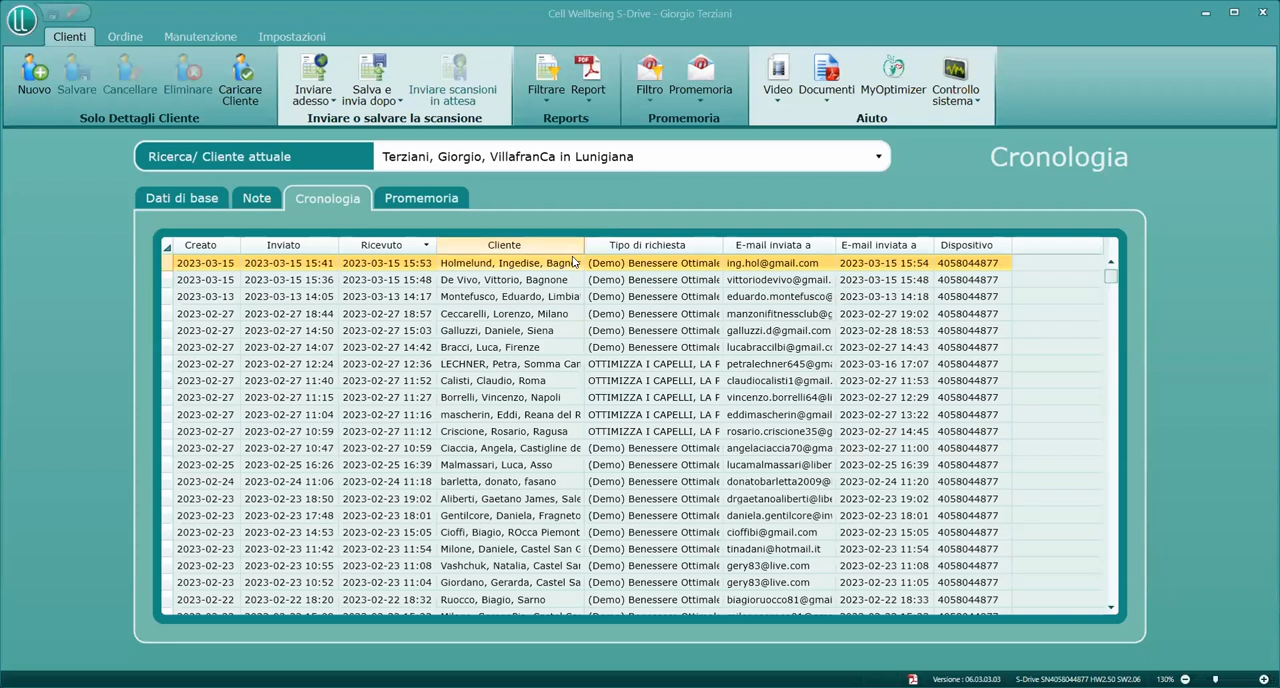 Cell Wellbeing S-Drive - Giorgio Terziani
Clienti Ordine Manutenzione Impostazioni
Nuovo Salvare Cancellare Eliminare Caricare Cliente
Solo Dettagli Cliente
Inviare adesso Salva e invia dopo Inviare scansioni in attesa
Inviare o salvare la scansione
Filtrare Report
Reports
Filtro Promemoria
Promemoria
Video Documenti MyOptimizer Controllo sistema
Aiuto
Ricerca/ Cliente attuale Terziani, Giorgio, VillafranCa in Lunigiana
Cronologia
Dati di base Note Cronologia Promemoria
Creato Inviato Ricevuto Cliente Tipo di richiesta E-mail inviata a E-mail inviata a Dispositivo
2023-03-15 2023-03-15 15:41 2023-03-15 15:53 Holmelund, Ingedise, Bagn (Demo) Benessere Ottimale ing.hol@gmail.com 2023-03-15 15:54 4058044877
2023-03-15 2023-03-15 15:36 2023-03-15 15:48 De Vivo, Vittorio, Bagnone (Demo) Benessere Ottimale vittoriodevivo@gmail.c 2023-03-15 15:48 4058044877
2023-03-13 2023-03-13 14:05 2023-03-13 14:17 Montefusco, Eduardo, Limbia (Demo) Benessere Ottimale eduardo.montefusco@ 2023-03-13 14:18 4058044877
2023-02-27 2023-02-27 18:44 2023-02-27 18:57 Ceccarelli, Lorenzo, Milano (Demo) Benessere Ottimale manzonifitnessclub@g 2023-02-27 19:02 4058044877
2023-02-27 2023-02-27 14:50 2023-02-27 15:03 Galluzzi, Daniele, Siena (Demo) Benessere Ottimale galluzzi.d@gmail.com 2023-02-28 18:53 4058044877
2023-02-27 2023-02-27 14:07 2023-02-27 14:42 Bracci, Luca, Firenze (Demo) Benessere Ottimale lucabraccilbi@gmail.cc 2023-02-27 14:43 4058044877
2023-02-27 2023-02-27 12:24 2023-02-27 12:36 LECHNER, Petra, Somma Car OTTIMIZZA I CAPELLI, LA P petralechner645@gma 2023-03-16 17:07 4058044877
2023-02-27 2023-02-27 11:40 2023-02-27 11:52 Calisti, Claudio, Roma OTTIMIZZA I CAPELLI, LA P claudiocalisti1@gmail. 2023-02-27 11:53 4058044877
2023-02-27 2023-02-27 11:15 2023-02-27 11:27 Borrelli, Vincenzo, Napoli OTTIMIZZA I CAPELLI, LA P vincenzo.borrelli64@li 2023-02-27 12:29 4058044877
2023-02-27 2023-02-27 11:04 2023-02-27 11:16 mascherin, Eddi, Reana del R OTTIMIZZA I CAPELLI, LA P eddimascherin@gmail 2023-02-27 13:22 4058044877
2023-02-27 2023-02-27 10:59 2023-02-27 11:12 Criscione, Rosario, Ragusa OTTIMIZZA I CAPELLI, LA P rosario.criscione35@g 2023-02-27 14:45 4058044877
2023-02-27 2023-02-27 10:47 2023-02-27 10:59 Ciaccia, Angela, Castigline de (Demo) Benessere Ottimale angelaciaccia70@gma 2023-02-27 11:00 4058044877
2023-02-25 2023-02-25 16:26 2023-02-25 16:39 Malmassari, Luca, Asso (Demo) Benessere Ottimale lucamalmassari@liber 2023-02-25 16:39 4058044877
2023-02-24 2023-02-24 11:06 2023-02-24 11:18 barletta, donato, fasano (Demo) Benessere Ottimale donatobarletta2009@ 2023-02-24 11:20 4058044877
2023-02-23 2023-02-23 18:50 2023-02-23 19:02 Aliberti, Gaetano James, Sale (Demo) Benessere Ottimale drgaetanoaliberti@libe 2023-02-23 19:02 4058044877
2023-02-23 2023-02-23 17:48 2023-02-23 18:01 Gentilcore, Daniela, Fragneto (Demo) Benessere Ottimale daniela.gentilcore@in 2023-02-23 18:01 4058044877
2023-02-23 2023-02-23 14:53 2023-02-23 15:05 Cioffi, Biagio, ROcca Piemont (Demo) Benessere Ottimale cioffibi@gmail.com 2023-02-23 15:05 4058044877
2023-02-23 2023-02-23 11:42 2023-02-23 11:54 Milone, Daniele, Castel San G (Demo) Benessere Ottimale tinadani@hotmail.it 2023-02-23 11:54 4058044877
2023-02-23 2023-02-23 10:55 2023-02-23 11:08 Vashchuk, Natalia, Castel San (Demo) Benessere Ottimale gery83@live.com 2023-02-23 11:08 4058044877
2023-02-23 2023-02-23 10:52 2023-02-23 11:04 Giordano, Gerarda, Castel Sa (Demo) Benessere Ottimale gery83@live.com 2023-02-23 11:05 4058044877
2023-02-22 2023-02-22 18:20 2023-02-22 18:32 Ruocco, Biagio, Sarno (Demo) Benessere Ottimale biagioruocco81@gmai 2023-02-22 18:33 4058044877
Versione : 06.03.03.03 S-Drive SN4058044877 HW2.50 SW2.06 130%